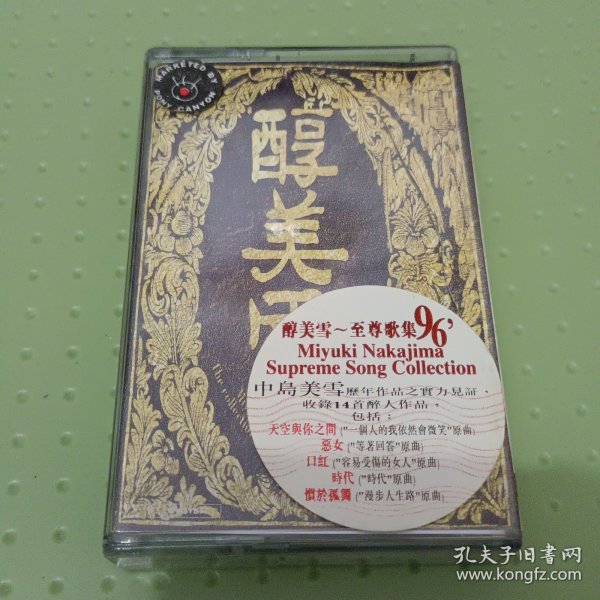 MARKETED BY
PONY CANYON
醇
美
醇美雪～至尊歌集96'
Miyuki Nakajima
Supreme Song Collection
中島美雪歷年作品之實力見証，
收錄14首醉人作品，
包括：
天空與你之間("一個人的我依然會微笑"原曲)
惡女("等著回答"原曲)
口紅("容易受傷的女人"原曲)
時代("時代"原曲)
慣於孤獨("漫步人生路"原曲)
孔夫子旧书网
www.kongfz.com